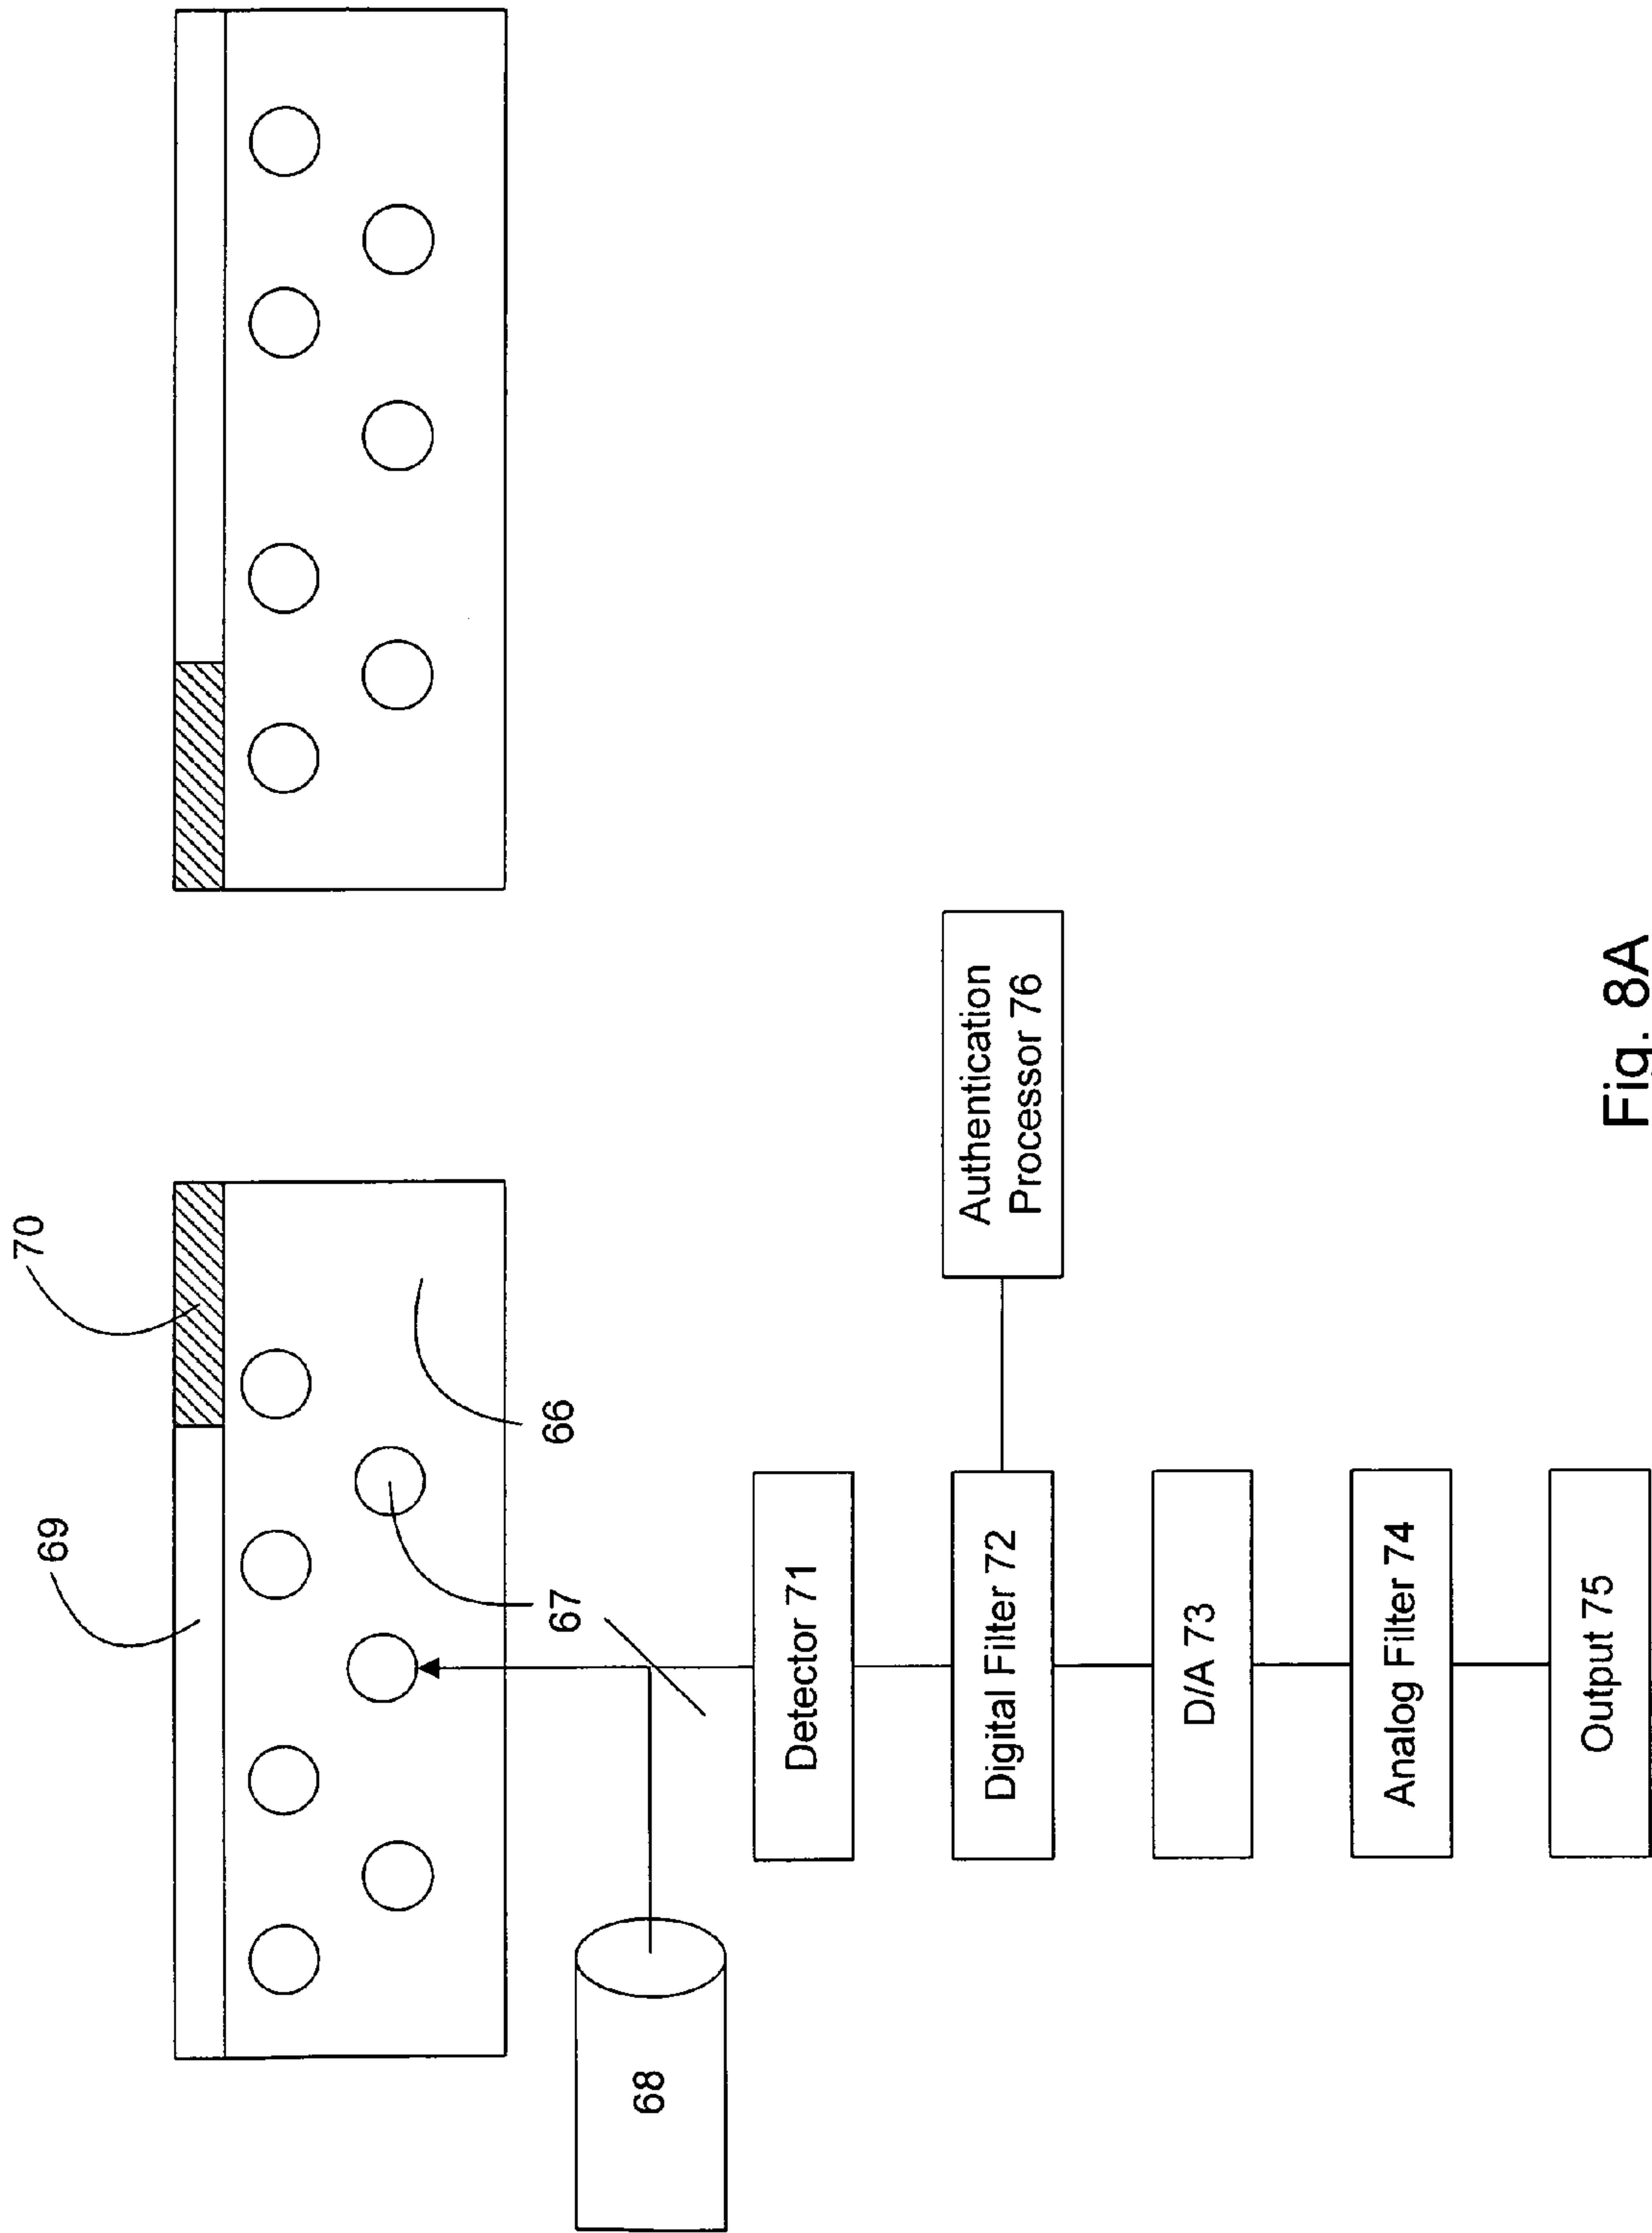 70
69
66
67
68
Detector 71
Digital Filter 72
Authentication
Processor 76
D/A 73
Analog Filter 74
Output 75
Fig. 8A